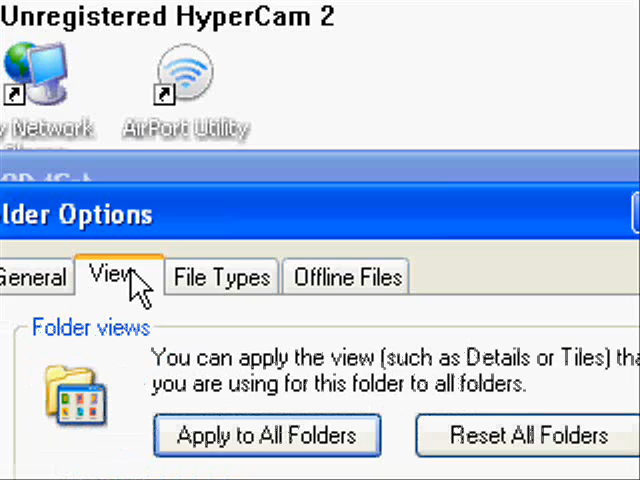 Unregistered HyperCam 2
y Network AirPort Utility
lder Options
General View File Types Offline Files
Folder views
You can apply the view (such as Details or Tiles) tha
you are using for this folder to all folders.
Apply to All Folders Reset All Folders